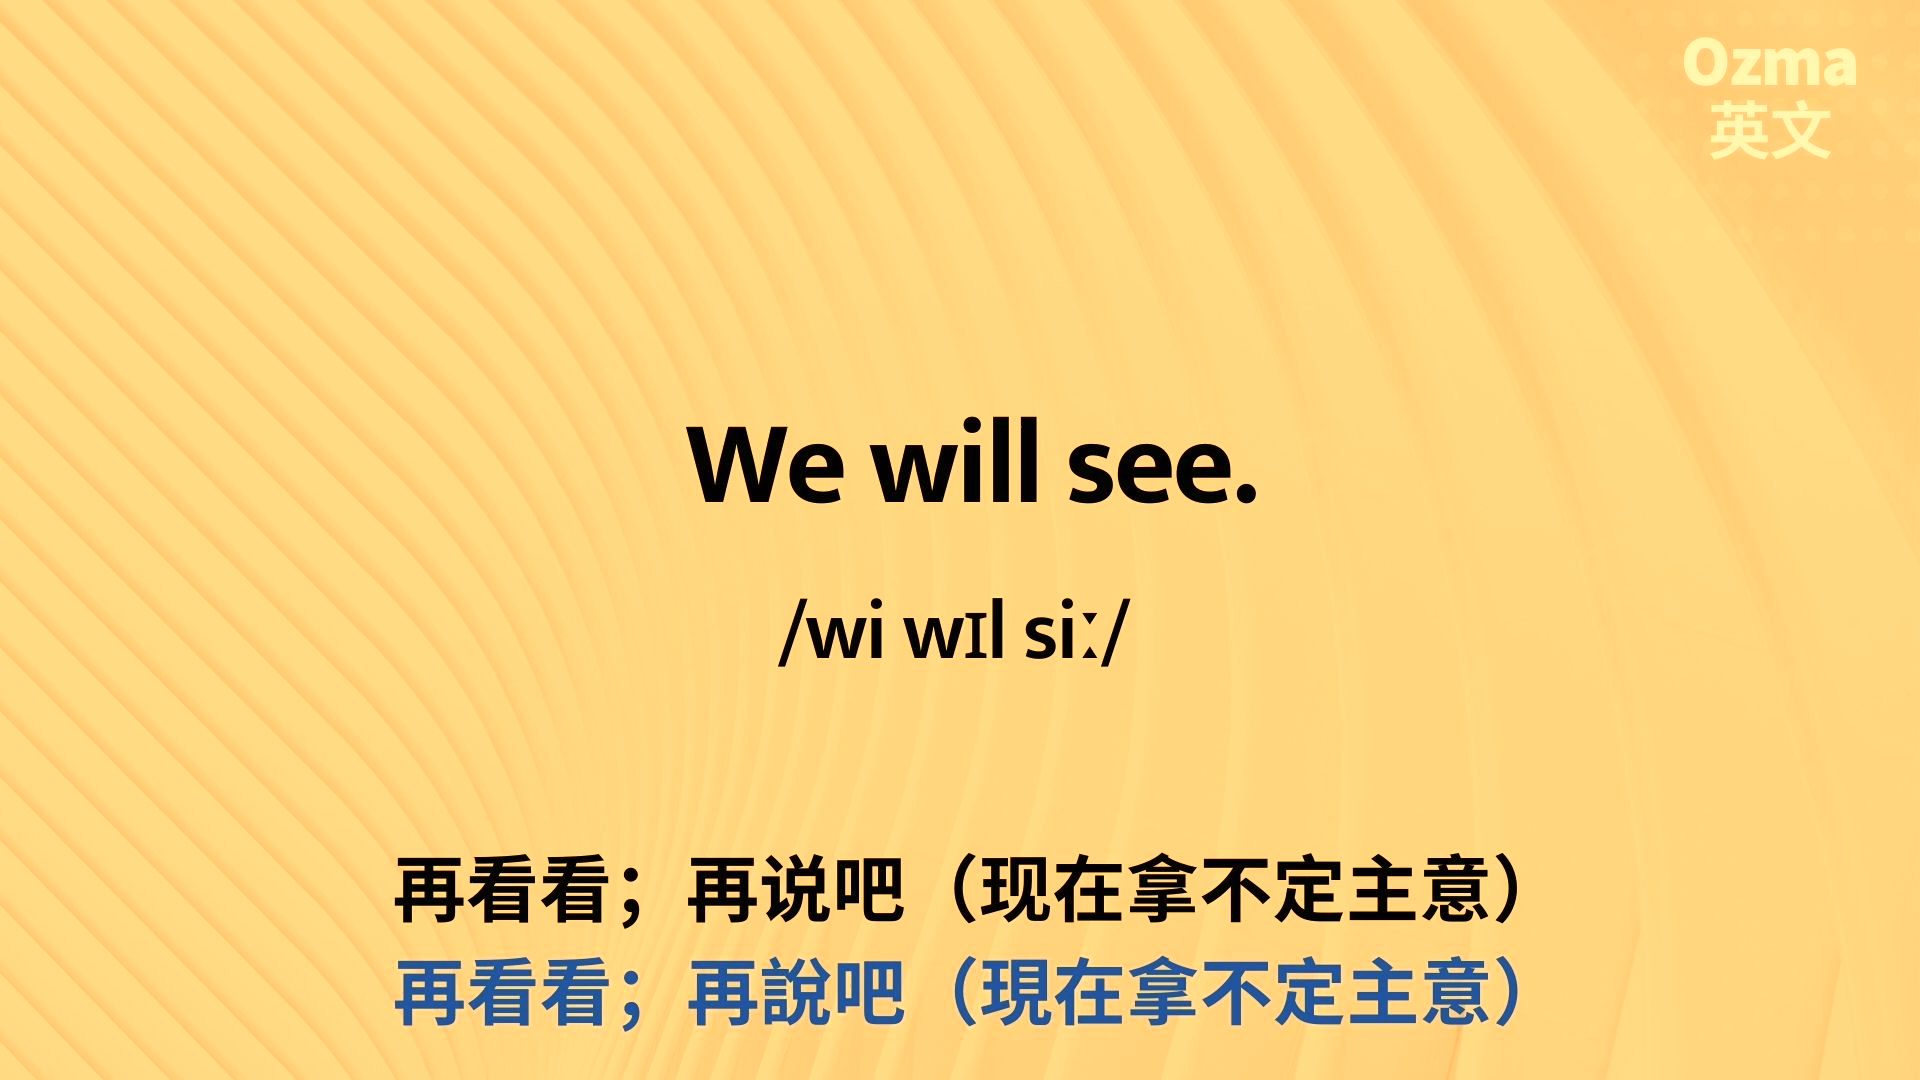 Ozma
英文
We will see.
/wi wɪl siː/
再看看；再说吧（现在拿不定主意）
再看看；再說吧（現在拿不定主意）